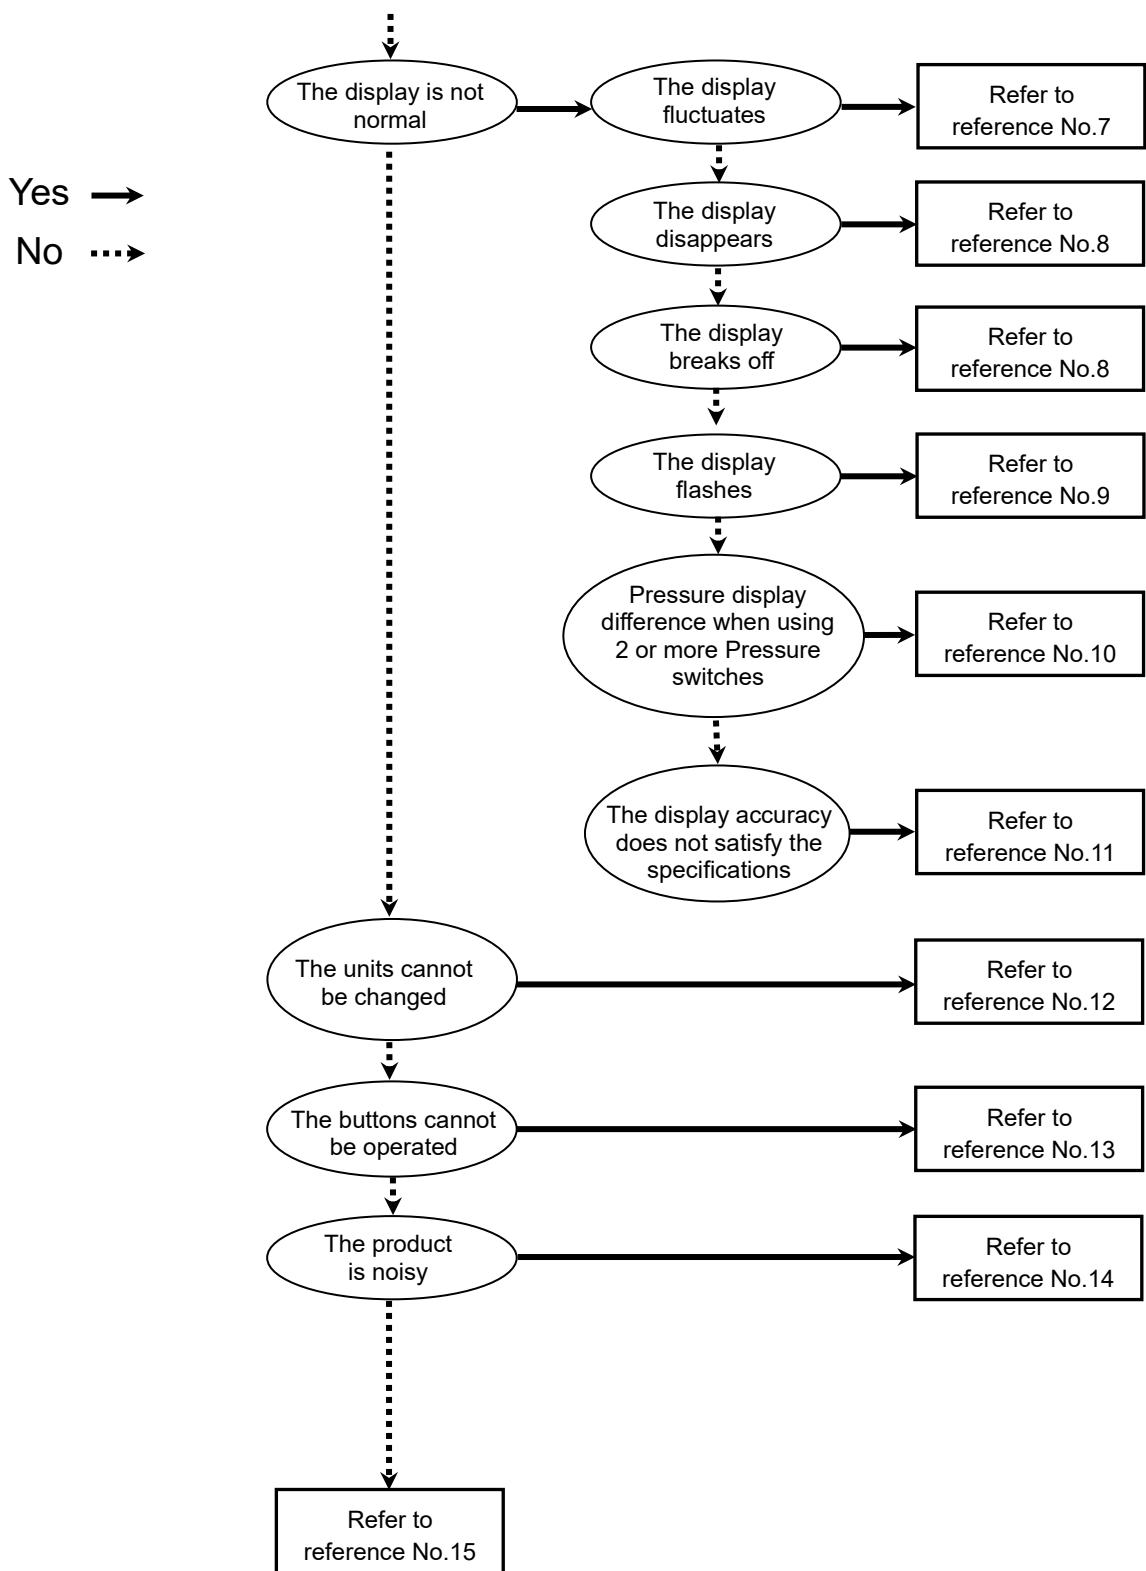 The display is not
normal
The display
fluctuates
Refer to
reference No.7
Yes
No
The display
disappears
Refer to
reference No.8
The display
breaks off
Refer to
reference No.8
The display
flashes
Refer to
reference No.9
Pressure display
difference when using
2 or more Pressure
switches
Refer to
reference No.10
The display accuracy
does not satisfy the
specifications
Refer to
reference No.11
The units cannot
be changed
Refer to
reference No.12
The buttons cannot
be operated
Refer to
reference No.13
The product
is noisy
Refer to
reference No.14
Refer to
reference No.15